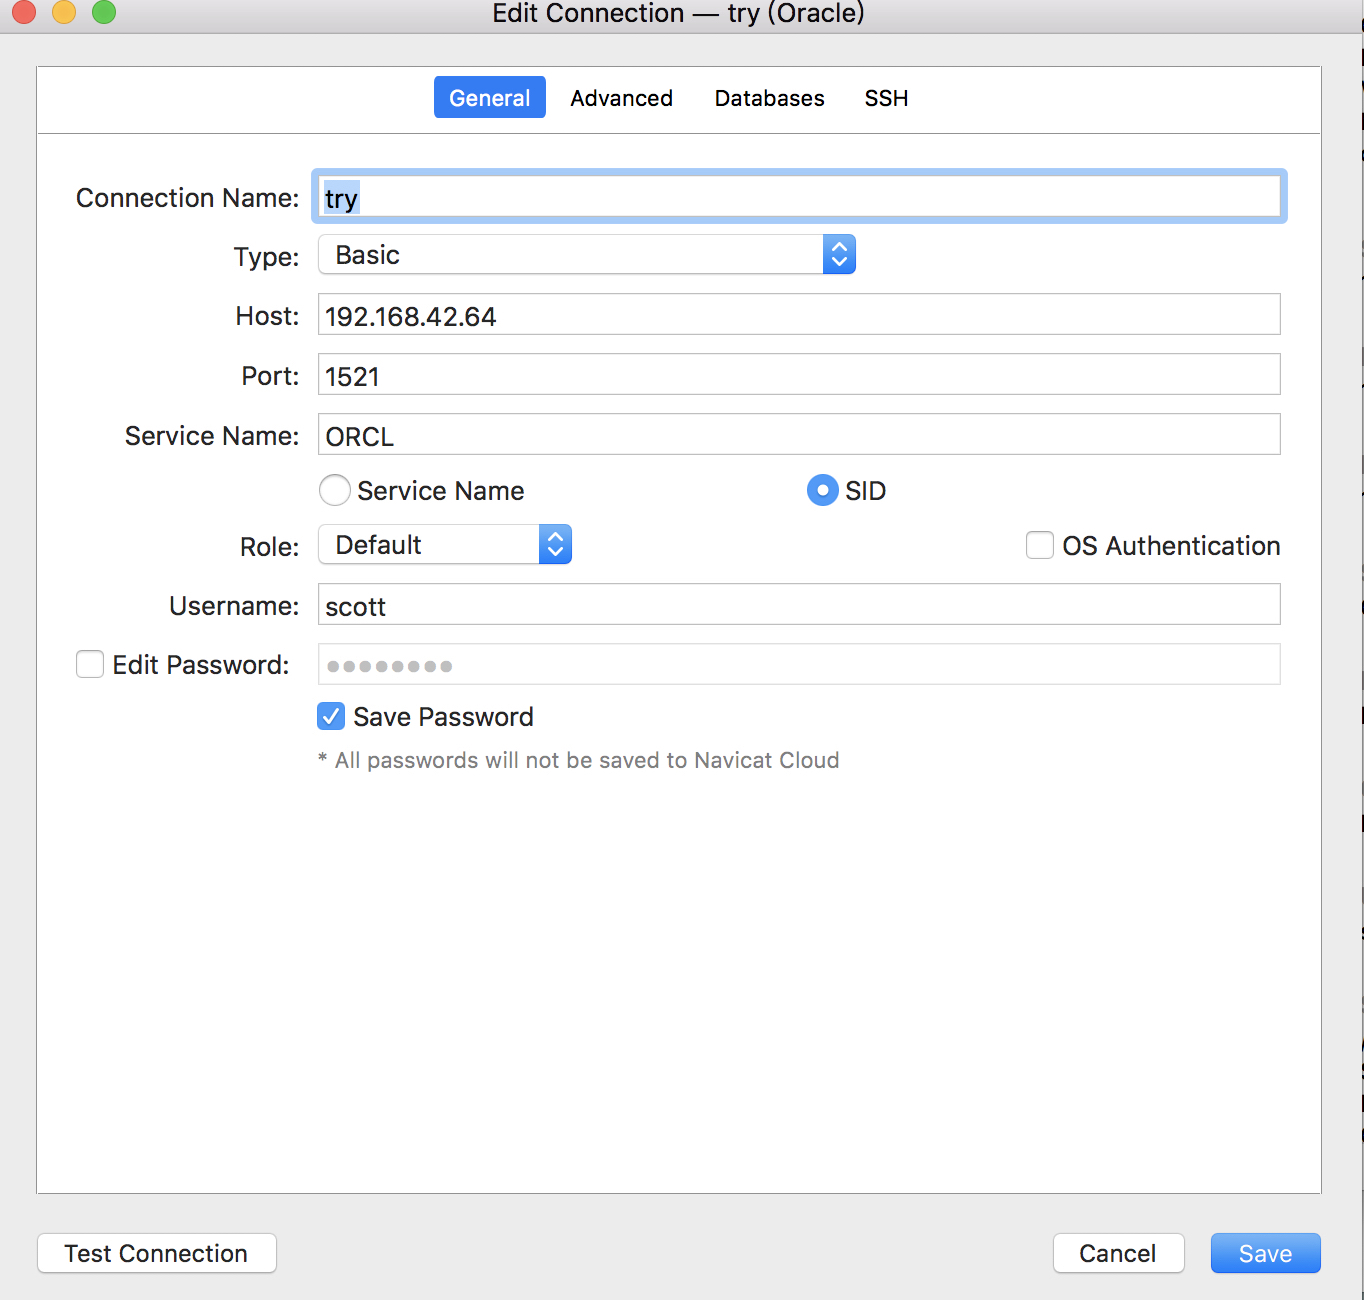 Edit Connection — try (Oracle)
General Advanced Databases SSH
Connection Name: try
Type: Basic
Host: 192.168.42.64
Port: 1521
Service Name: ORCL
Service Name SID
Role: Default OS Authentication
Username: scott
Edit Password: ••••••••
Save Password
* All passwords will not be saved to Navicat Cloud
Test Connection Cancel Save